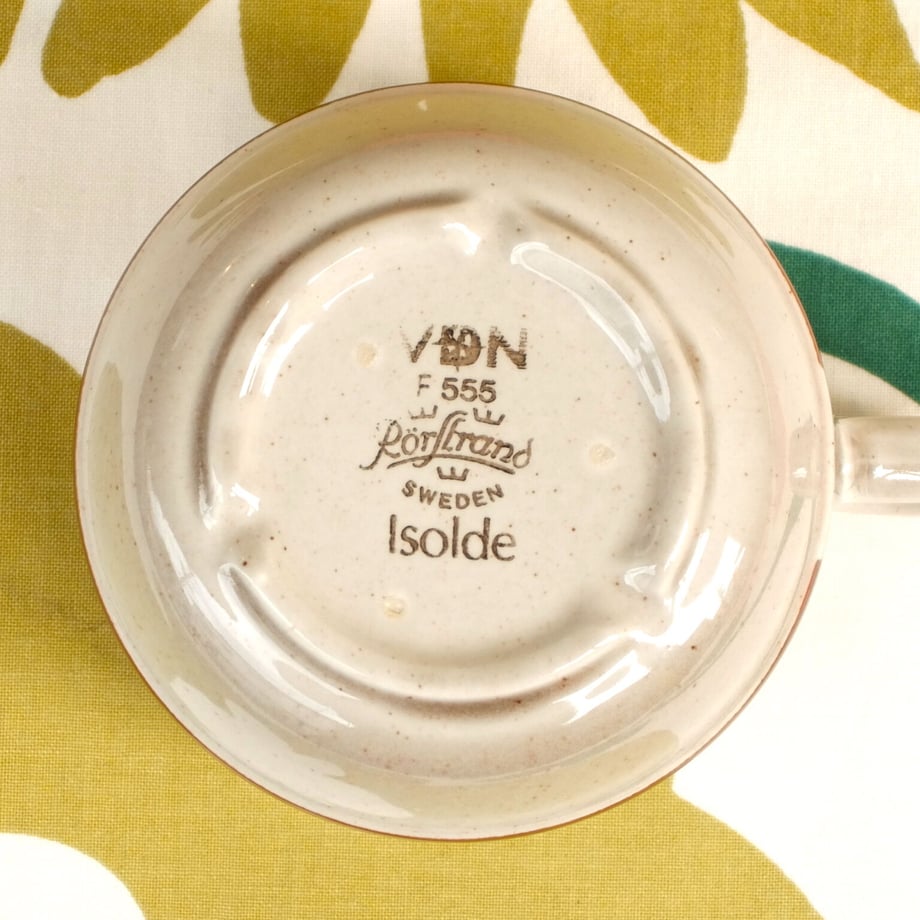 VDN
F 555
Rörstrand
SWEDEN
Isolde